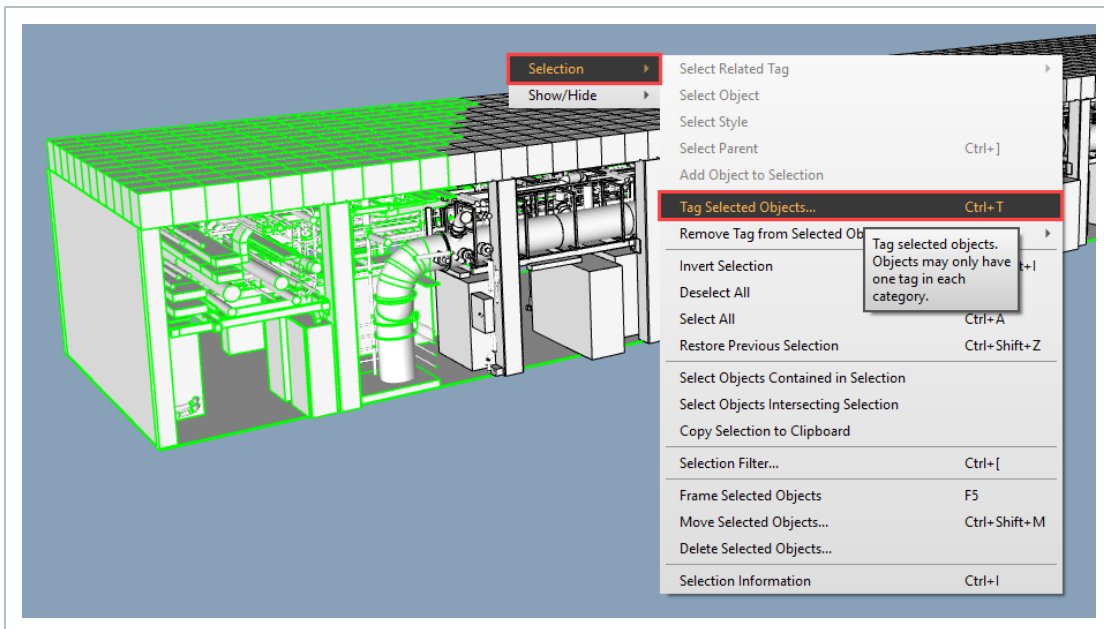 Selection
Show/Hide
Select Related Tag
Select Object
Select Style
Select Parent Ctrl+]
Add Object to Selection
Tag Selected Objects... Ctrl+T
Remove Tag from Selected Ob
Tag selected objects.
Objects may only have
one tag in each
category.
Invert Selection t+I
Deselect All
Select All Ctrl+A
Restore Previous Selection Ctrl+Shift+Z
Select Objects Contained in Selection
Select Objects Intersecting Selection
Copy Selection to Clipboard
Selection Filter... Ctrl+[
Frame Selected Objects F5
Move Selected Objects... Ctrl+Shift+M
Delete Selected Objects...
Selection Information Ctrl+I